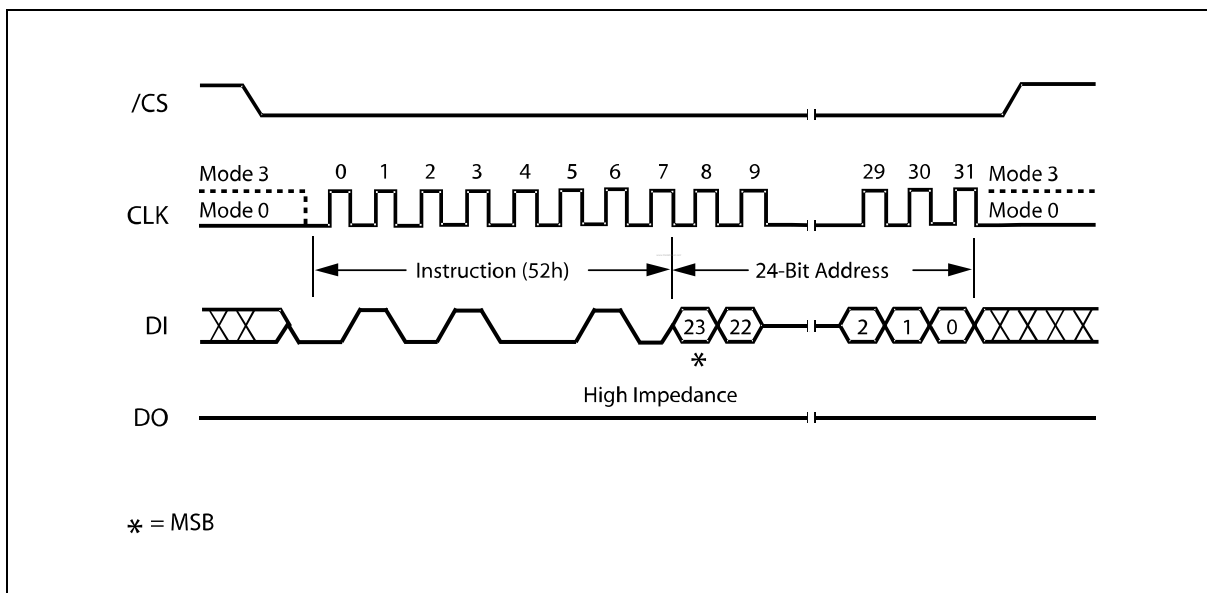 /CS
Mode 3
0 1 2 3 4 5 6 7 8 9 29 30 31
Mode 3
CLK
Mode 0
Mode 0
Instruction (52h)
24-Bit Address
DI
23 22 2 1 0
*
High Impedance
DO
* = MSB